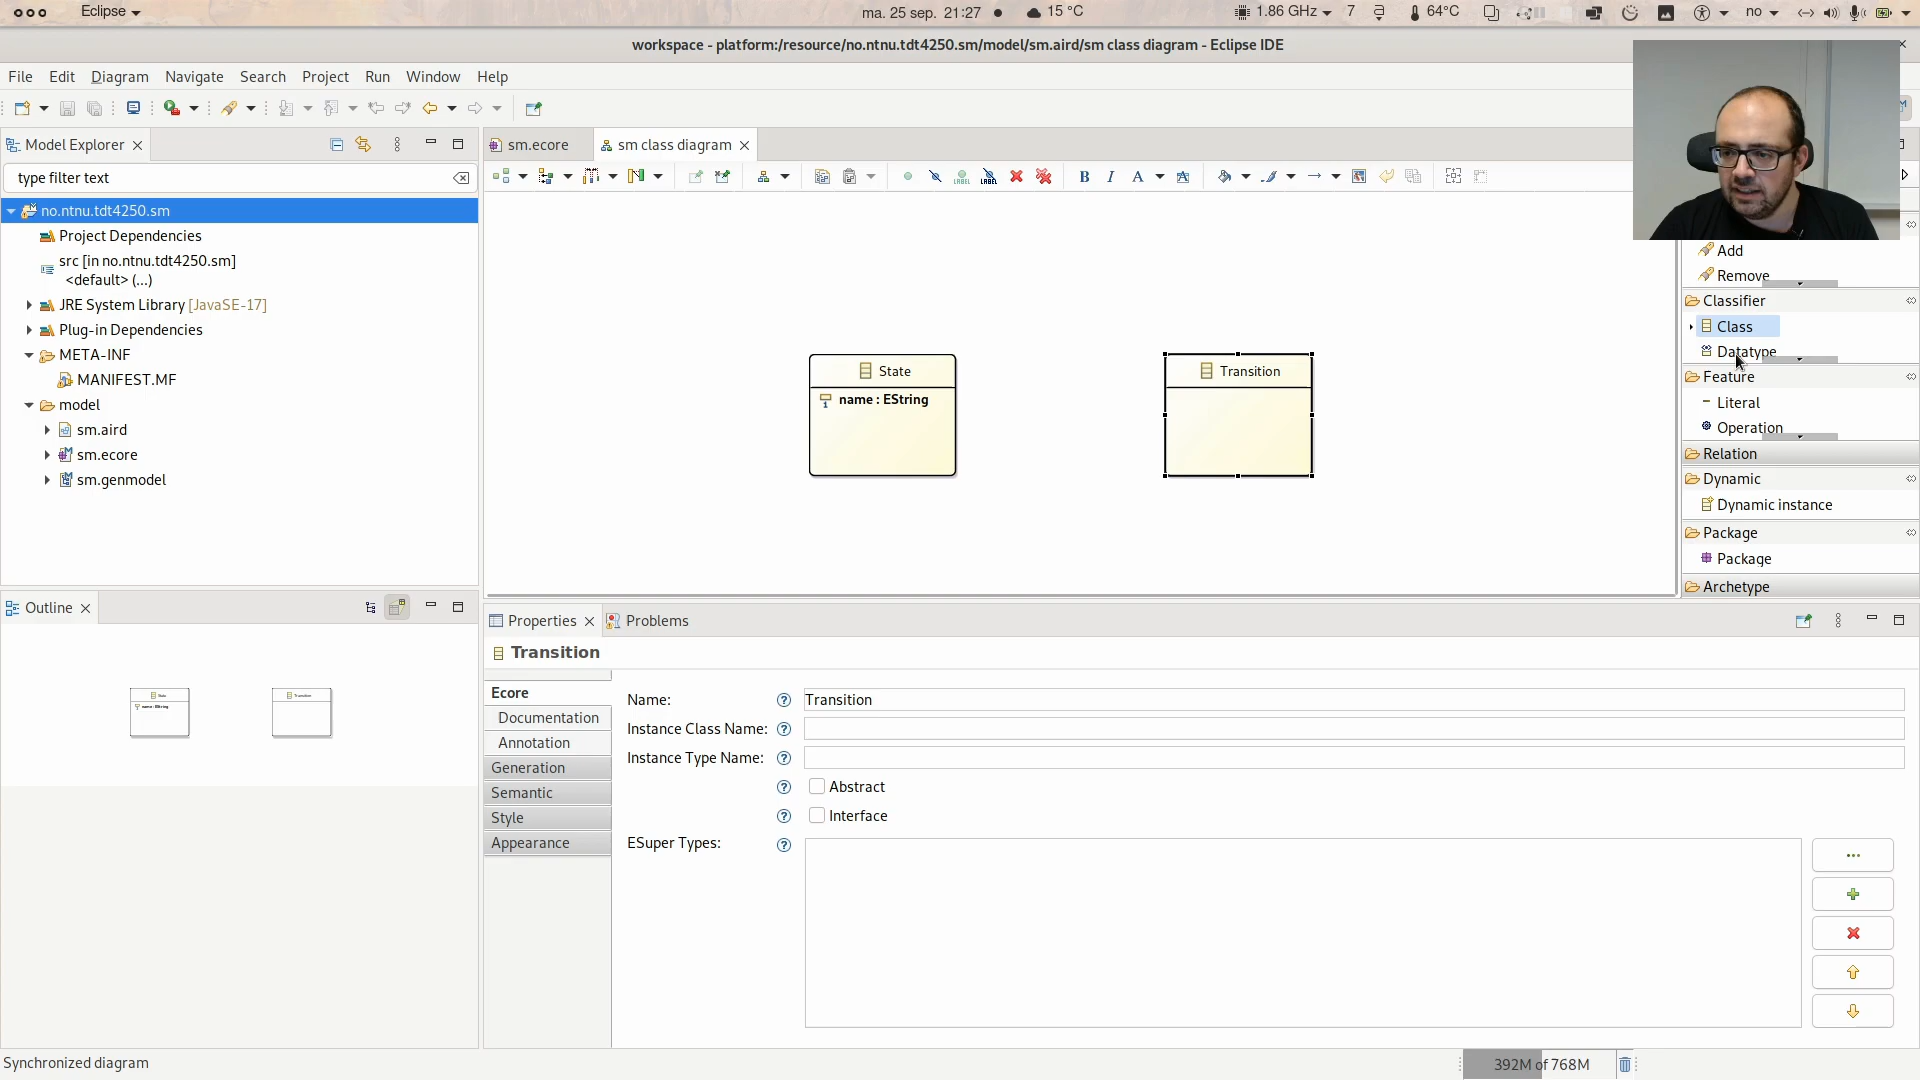 Eclipse
ma. 25 sep. 21:27
15 °C
1.86 GHz
7
64°C
no
workspace - platform:/resource/no.ntnu.tdt4250.sm/model/sm.aird/sm class diagram - Eclipse IDE
File Edit Diagram Navigate Search Project Run Window Help
Model Explorer
sm.ecore
sm class diagram
type filter text
no.ntnu.tdt4250.sm
Project Dependencies
src [in no.ntnu.tdt4250.sm]
<default> (...)
JRE System Library [JavaSE-17]
Plug-in Dependencies
META-INF
MANIFEST.MF
model
sm.aird
sm.ecore
sm.genmodel
State
name : EString
Transition
Add
Remove
Classifier
Class
Datatype
Feature
Literal
Operation
Relation
Dynamic
Dynamic instance
Package
Package
Archetype
Outline
State
name : EString
Transition
Properties
Problems
Transition
Ecore
Documentation
Annotation
Generation
Semantic
Style
Appearance
Name:
Transition
Instance Class Name:
Instance Type Name:
Abstract
Interface
ESuper Types:
Synchronized diagram
392M of 768M